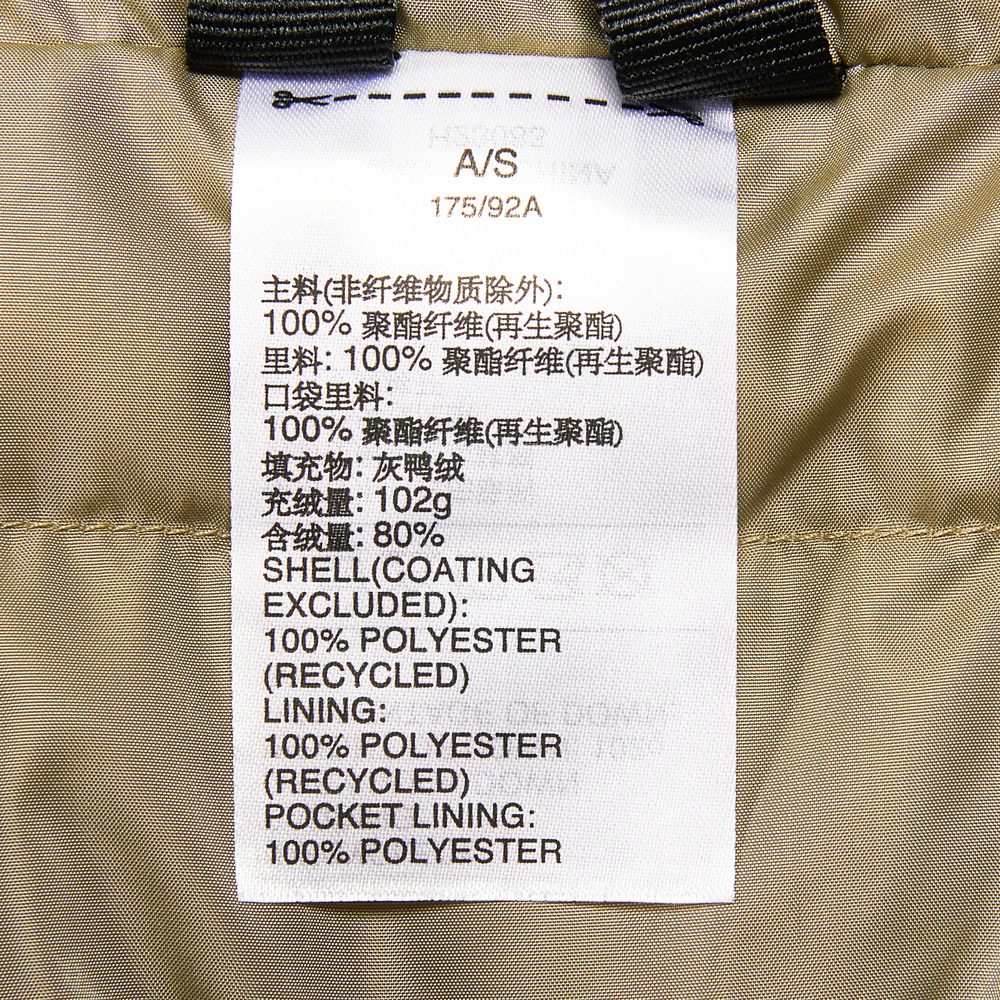 A/S
175/92A
主料(非纤维物质除外):
100% 聚酯纤维(再生聚酯)
里料: 100% 聚酯纤维(再生聚酯)
口袋里料:
100% 聚酯纤维(再生聚酯)
填充物: 灰鸭绒
充绒量: 102g
含绒量: 80%
SHELL(COATING
EXCLUDED):
100% POLYESTER
(RECYCLED)
LINING:
100% POLYESTER
(RECYCLED)
POCKET LINING:
100% POLYESTER